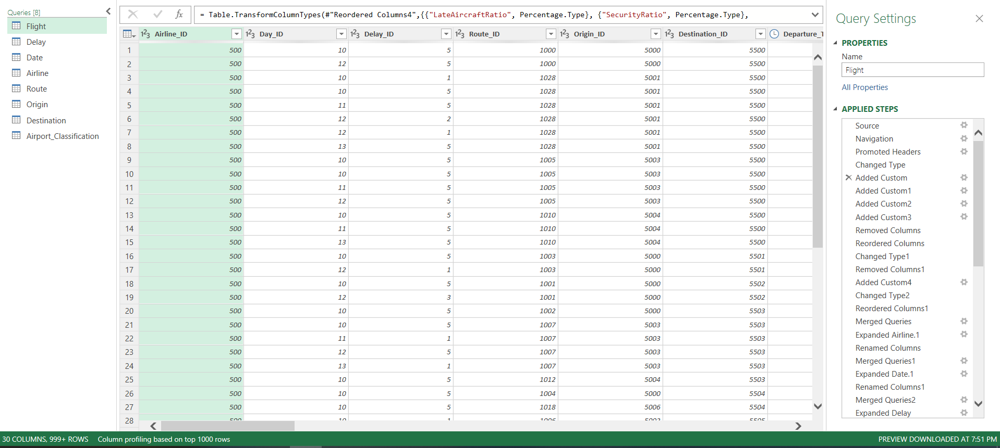 Queries [8]
Flight
Delay
Date
Airline
Route
Origin
Destination
Airport_Classification
fx
= Table.TransformColumnTypes(#"Reordered Columns4",{{"LateAircraftRatio", Percentage.Type}, {"SecurityRatio", Percentage.Type},
123 Airline_ID 123 Day_ID 123 Delay_ID 123 Route_ID 123 Origin_ID 123 Destination_ID Departure_T
1 500 10 5 1000 5000 5500
2 500 12 5 1000 5000 5500
3 500 10 1 1028 5001 5500
4 500 10 5 1028 5001 5500
5 500 11 5 1028 5001 5500
6 500 12 2 1028 5001 5500
7 500 12 1 1028 5001 5500
8 500 13 5 1028 5001 5500
9 500 10 5 1005 5003 5500
10 500 10 5 1005 5003 5500
11 500 11 5 1005 5003 5500
12 500 12 5 1005 5003 5500
13 500 10 5 1010 5004 5500
14 500 11 5 1010 5004 5500
15 500 13 5 1010 5004 5500
16 500 10 5 1003 5000 5501
17 500 12 1 1003 5000 5501
18 500 10 5 1001 5000 5502
19 500 12 3 1001 5000 5502
20 500 10 5 1002 5000 5503
21 500 10 5 1007 5003 5503
22 500 11 1 1007 5003 5503
23 500 12 5 1007 5003 5503
24 500 13 1 1007 5003 5503
25 500 10 5 1012 5004 5503
26 500 10 5 1004 5000 5504
27 500 10 5 1018 5006 5504
28
Query Settings
PROPERTIES
Name
Flight
All Properties
APPLIED STEPS
Source
Navigation
Promoted Headers
Changed Type
Added Custom
Added Custom1
Added Custom2
Added Custom3
Removed Columns
Reordered Columns
Changed Type1
Removed Columns1
Added Custom4
Changed Type2
Reordered Columns1
Merged Queries
Expanded Airline.1
Renamed Columns
Merged Queries1
Expanded Date.1
Renamed Columns1
Merged Queries2
Expanded Delay
30 COLUMNS, 999+ ROWS Column profiling based on top 1000 rows
PREVIEW DOWNLOADED AT 7:51 PM